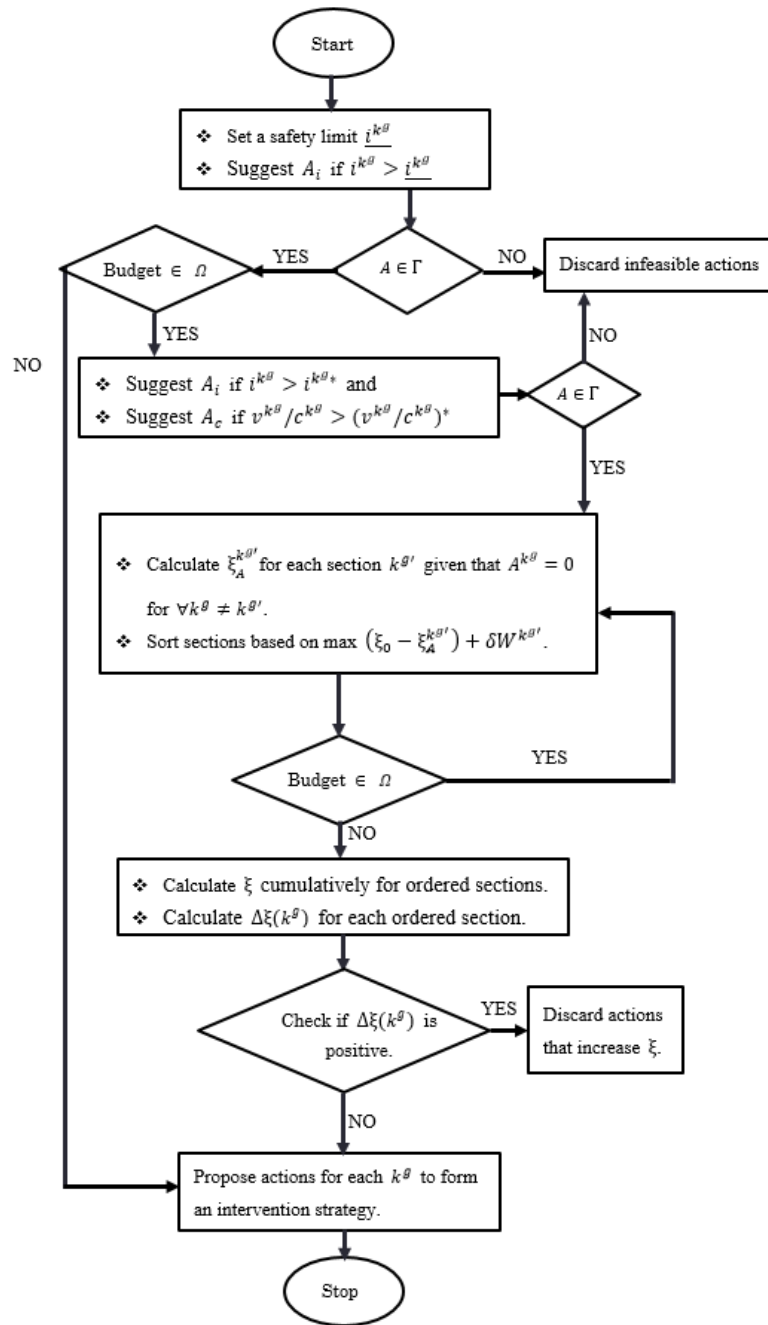 Start
❖ Set a safety limit <u>i^{k^g}</u>
❖ Suggest A_i if i^{k^g} > <u>i^{k^g}</u>
A ∈ Γ
YES
NO
Budget ∈ Ω
Discard infeasible actions
YES
NO
NO
❖ Suggest A_i if i^{k^g} > i^{k^g*} and
❖ Suggest A_c if v^{k^g}/c^{k^g} > (v^{k^g}/c^{k^g})^*
A ∈ Γ
YES
❖ Calculate ξ_A^{k^{g'}} for each section k^{g'} given that A^{k^g} = 0
for ∀k^g ≠ k^{g'}.
❖ Sort sections based on max (ξ_0 − ξ_A^{k^{g'}}) + δW^{k^{g'}}.
Budget ∈ Ω
YES
NO
❖ Calculate ξ cumulatively for ordered sections.
❖ Calculate Δξ(k^g) for each ordered section.
Check if Δξ(k^g) is
positive.
YES
Discard actions
that increase ξ.
NO
Propose actions for each k^g to form
an intervention strategy.
Stop